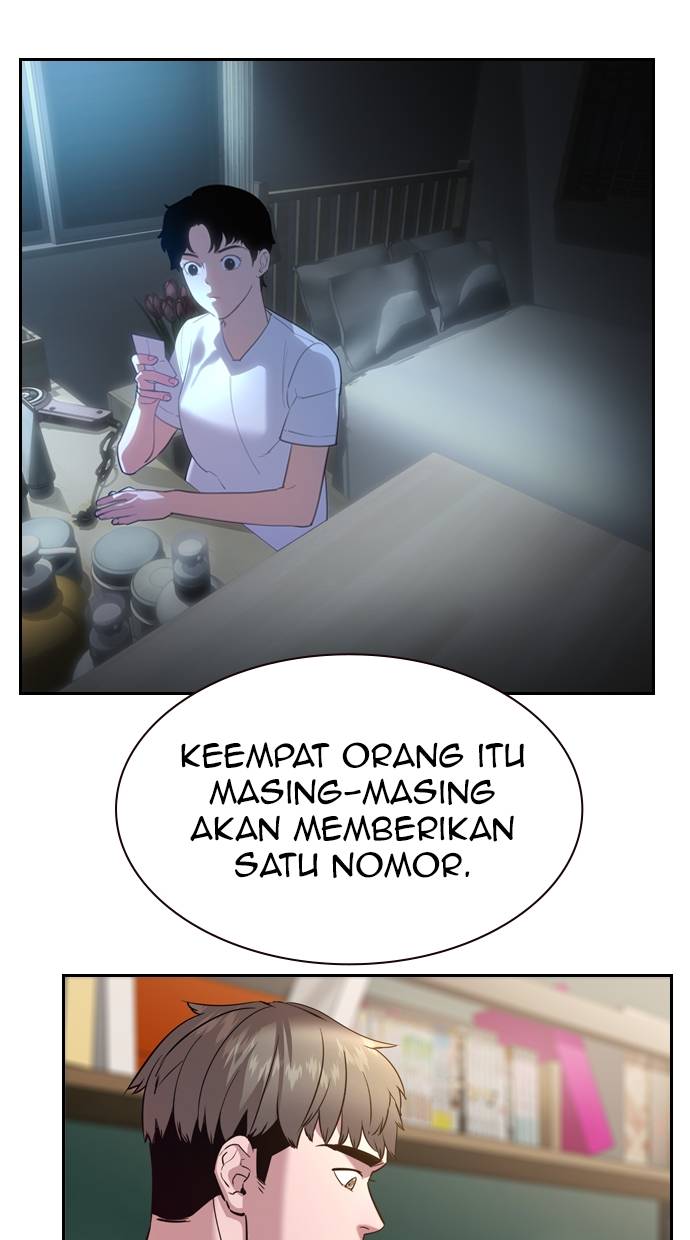 KEEMPAT ORANG ITU
MASING-MASING
AKAN MEMBERIKAN
SATU NOMOR.